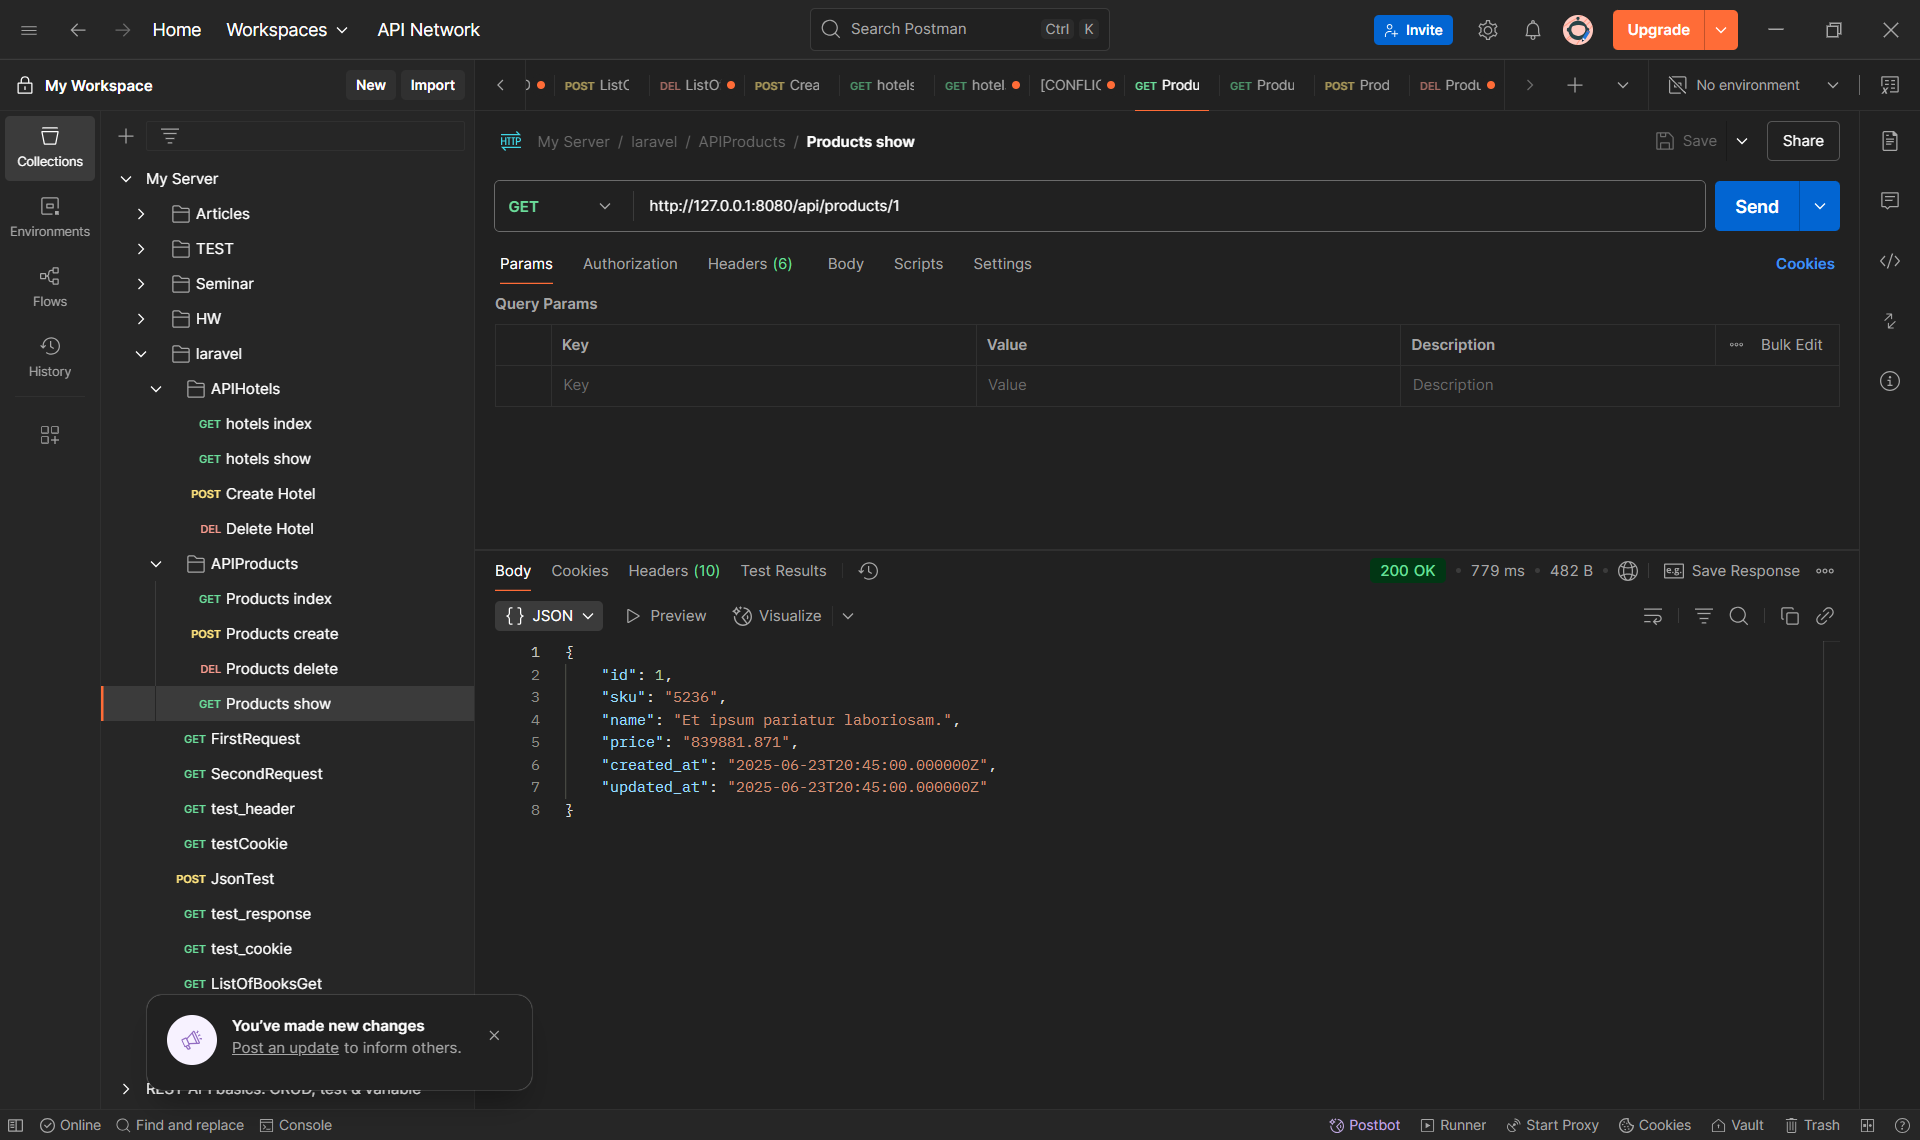 Home Workspaces API Network Search Postman Ctrl K Invite Upgrade
My Workspace New Import
POST ListC DEL ListO POST Crea GET hotels GET hotel [CONFLIC GET Produ GET Produ POST Prod DEL Produ No environment
Collections
Environments
Flows
History
My Server
Articles
TEST
Seminar
HW
laravel
APIHotels
GET hotels index
GET hotels show
POST Create Hotel
DEL Delete Hotel
APIProducts
GET Products index
POST Products create
DEL Products delete
GET Products show
GET FirstRequest
GET SecondRequest
GET test_header
GET testCookie
POST JsonTest
GET test_response
GET test_cookie
GET ListOfBooksGet
REST API basics: CRUD, test & variable
You've made new changes
Post an update to inform others.
HTTP My Server / laravel / APIProducts / Products show Save Share
GET http://127.0.0.1:8080/api/products/1 Send
Params Authorization Headers (6) Body Scripts Settings Cookies
Query Params
Key Value Description Bulk Edit
Key Value Description
Body Cookies Headers (10) Test Results 200 OK • 779 ms • 482 B • e.g. Save Response
{} JSON Preview Visualize
1 {
2 "id": 1,
3 "sku": "5236",
4 "name": "Et ipsum pariatur laboriosam.",
5 "price": "839881.871",
6 "created_at": "2025-06-23T20:45:00.000000Z",
7 "updated_at": "2025-06-23T20:45:00.000000Z"
8 }
Online Find and replace Console Postbot Runner Start Proxy Cookies Vault Trash